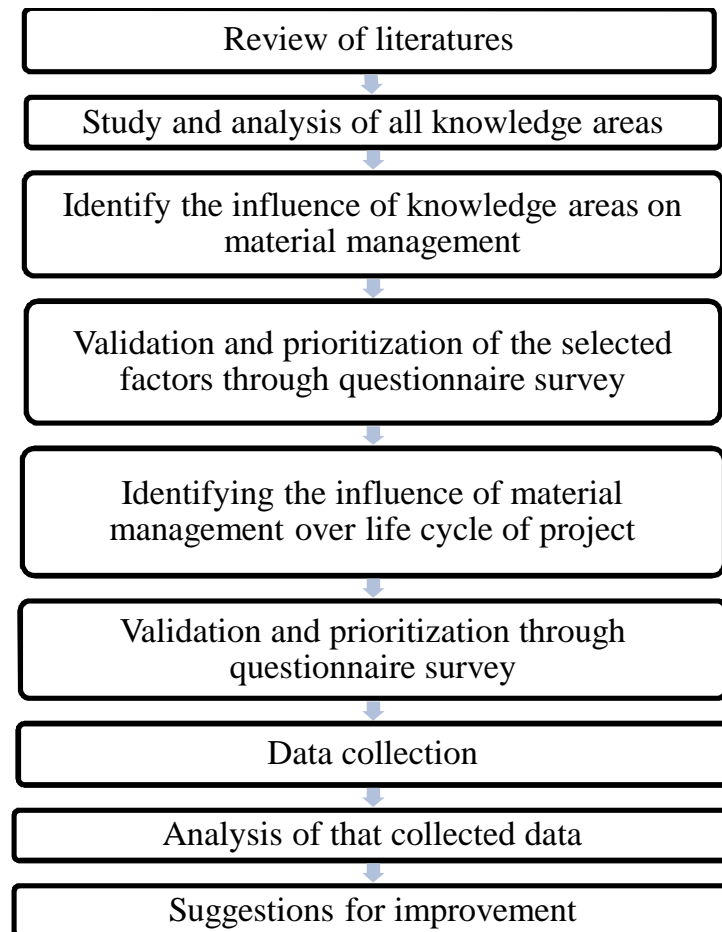 Review of literatures
Study and analysis of all knowledge areas
Identify the influence of knowledge areas on
material management
Validation and prioritization of the selected
factors through questionnaire survey
Identifying the influence of material
management over life cycle of project
Validation and prioritization through
questionnaire survey
Data collection
Analysis of that collected data
Suggestions for improvement